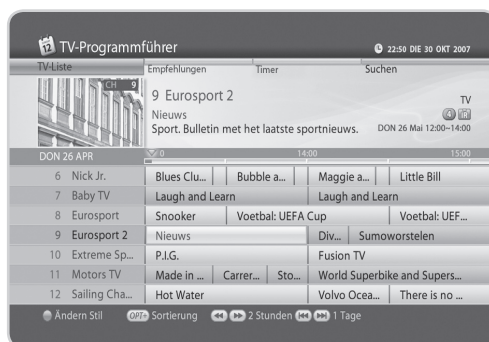 12 TV-Programmführer 22:50 DIE 30 OKT 2007
TV-Liste Empfehlungen Timer Suchen
CH 9
9 Eurosport 2 TV
Nieuws 4 iR
Sport. Bulletin met het laatste sportnieuws. DON 26 Mai 12:00~14:00
DON 26 APR 0 14:00 15:00
6 Nick Jr. Blues Clu... Bubble a... Maggie a... Little Bill
7 Baby TV Laugh and Learn Laugh and Learn
8 Eurosport Snooker Voetbal: UEFA Cup Voetbal: UEF...
9 Eurosport 2 Nieuws Div... Sumoworstelen
10 Extreme Sp... P.I.G. Fusion TV
11 Motors TV Made in ... Carrer... Sto... World Superbike and Supers...
12 Sailing Cha... Hot Water Volvo Ocea... There is no ...
Ändern Stil OPT+ Sortierung 2 Stunden 1 Tage